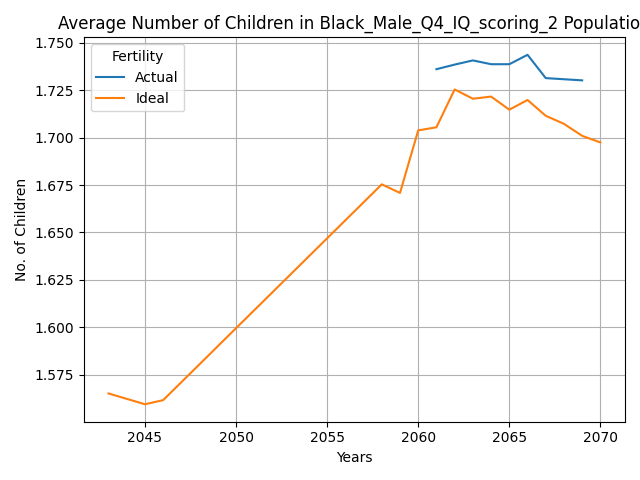 Average Number of Children in Black_Male_Q4_IQ_scoring_2 Populatio
Fertility
Actual
Ideal
No. of Children
1.750
1.725
1.700
1.675
1.650
1.625
1.600
1.575
2045 2050 2055 2060 2065 2070
Years